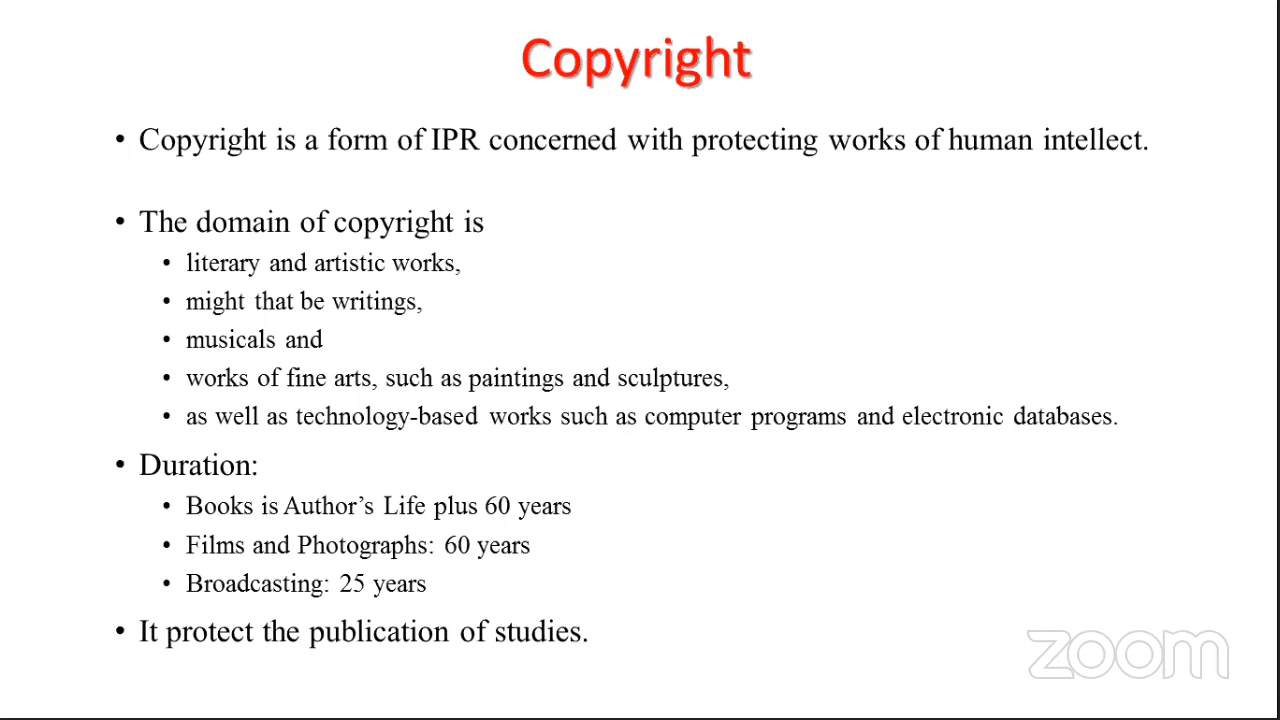 Copyright
• Copyright is a form of IPR concerned with protecting works of human intellect.
• The domain of copyright is
• literary and artistic works,
• might that be writings,
• musicals and
• works of fine arts, such as paintings and sculptures,
• as well as technology-based works such as computer programs and electronic databases.
• Duration:
• Books is Author’s Life plus 60 years
• Films and Photographs: 60 years
• Broadcasting: 25 years
• It protect the publication of studies.
zoom